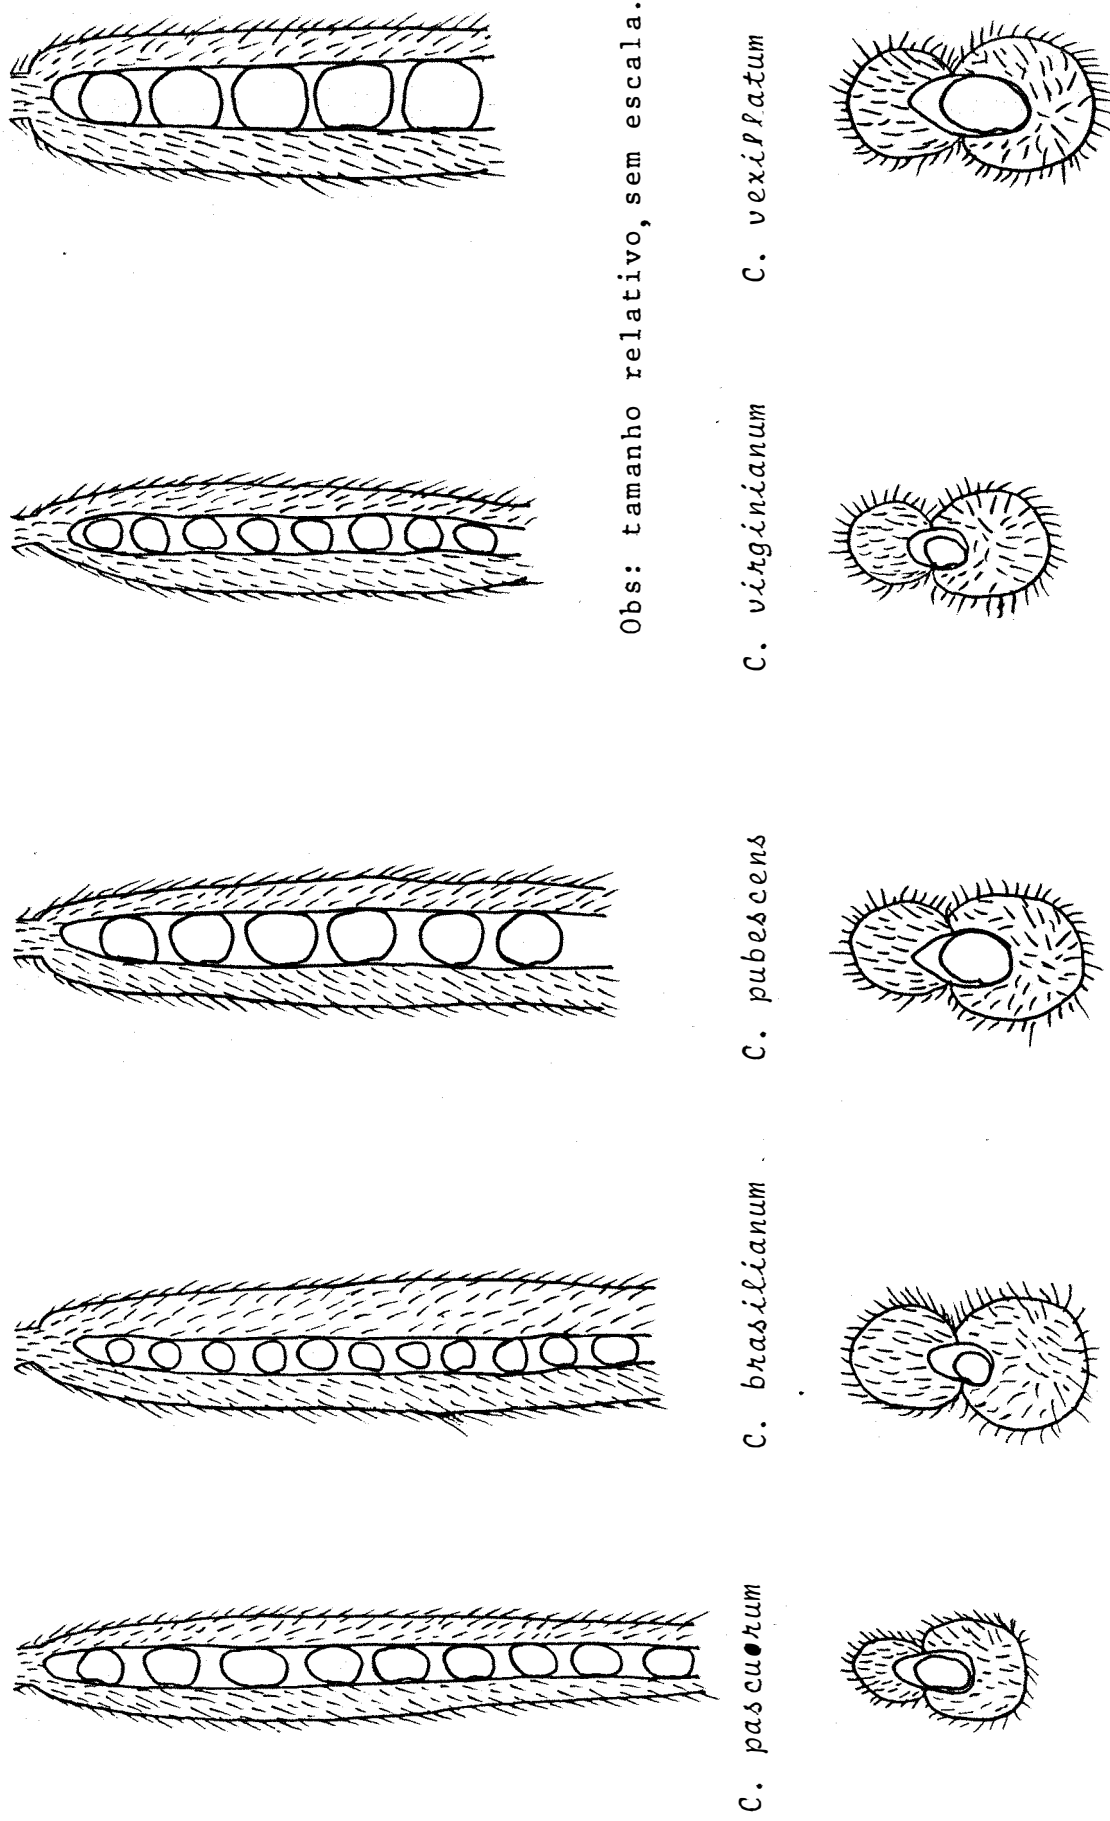 C. pascuorum
C. brasilianum
C. pubescens
C. virginianum
C. vexillatum
Obs: tamanho relativo, sem escala.